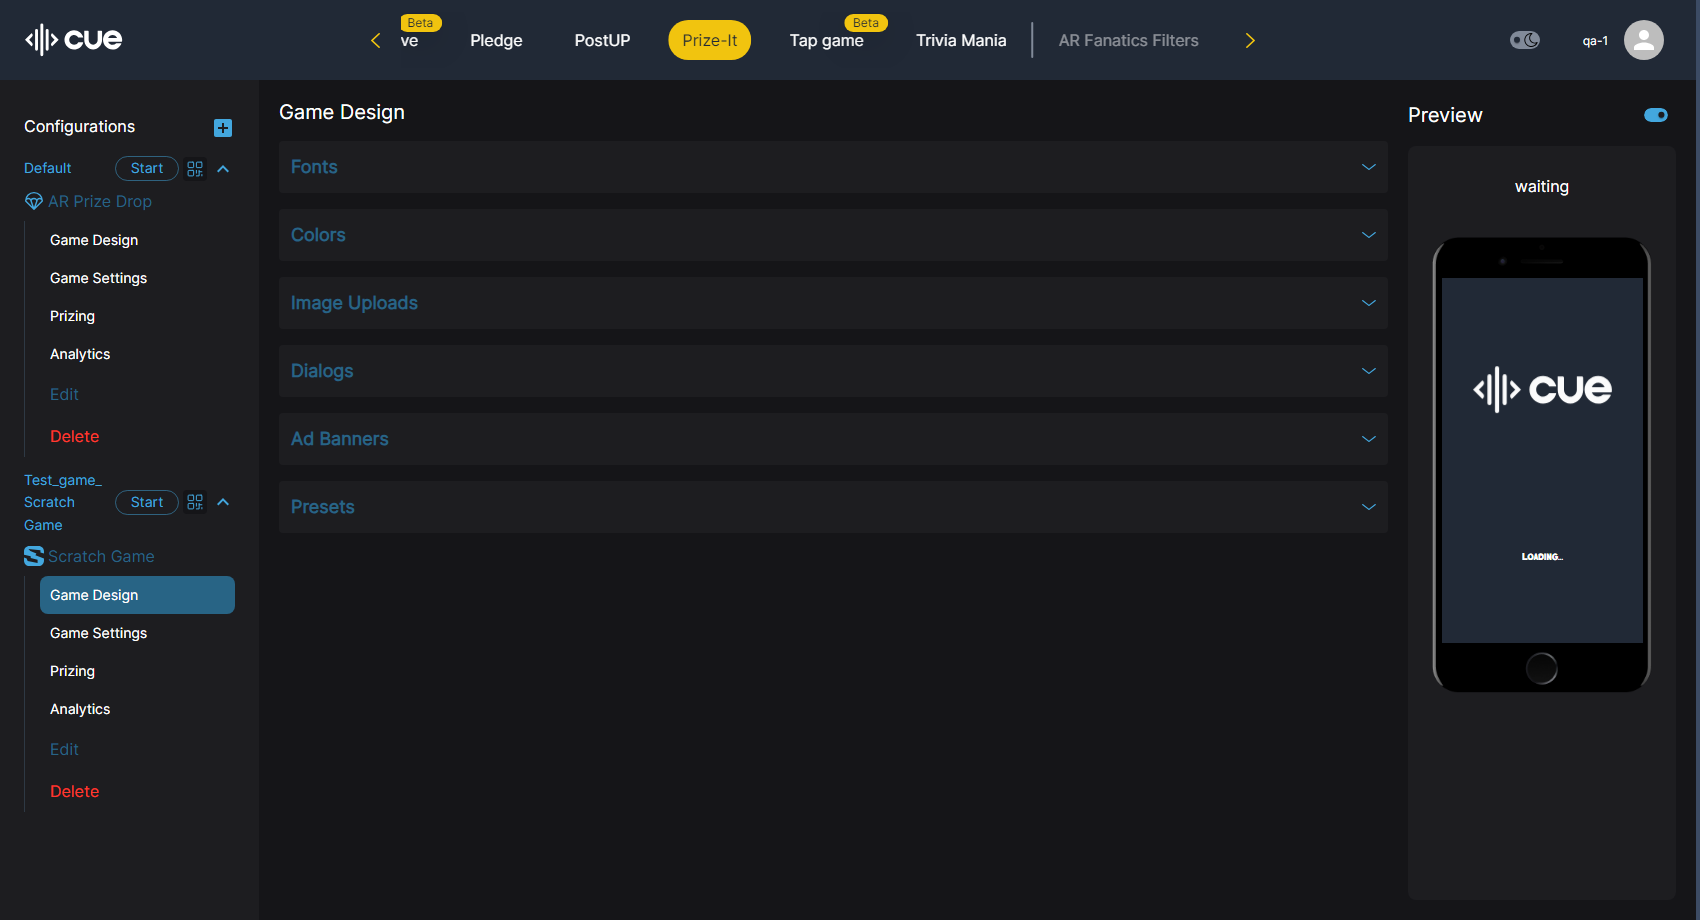 cue
Beta
ve
Pledge
PostUP
Prize-It
Beta
Tap game
Trivia Mania
AR Fanatics Filters
qa-1
Configurations
Default
Start
AR Prize Drop
Game Design
Game Settings
Prizing
Analytics
Edit
Delete
Test_game_
Scratch
Game
Start
Scratch Game
Game Design
Game Settings
Prizing
Analytics
Edit
Delete
Game Design
Fonts
Colors
Image Uploads
Dialogs
Ad Banners
Presets
Preview
waiting
cue
LOADING...